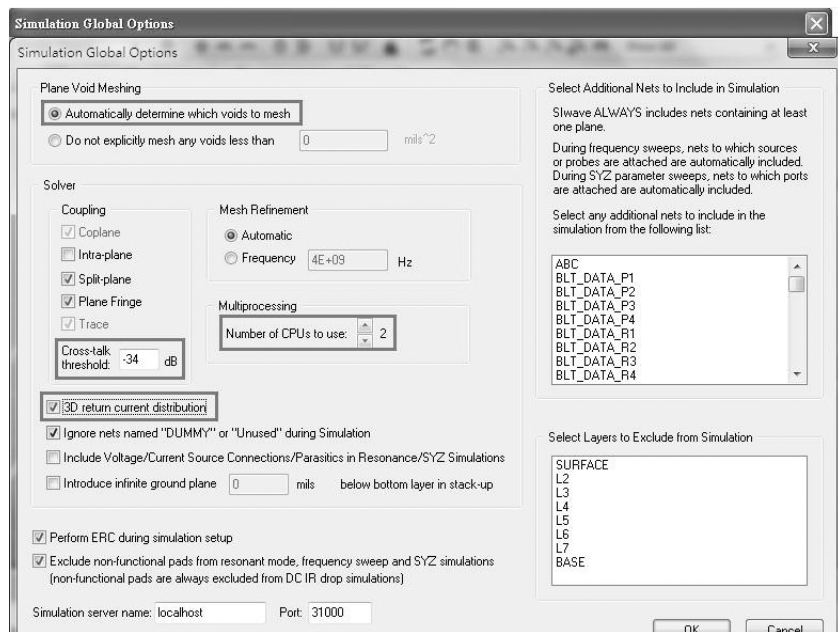 Simulation Global Options
Simulation Global Options
Plane Void Meshing
Automatically determine which voids to mesh
Do not explicitly mesh any voids less than 0 mils^2
Solver
Coupling
Coplane
Intra-plane
Split-plane
Plane Fringe
Trace
Cross-talk
threshold: -34 dB
Mesh Refinement
Automatic
Frequency 4E+09 Hz
Multiprocessing
Number of CPUs to use: 2
3D return current distribution
Ignore nets named "DUMMY" or "Unused" during Simulation
Include Voltage/Current Source Connections/Parasitics in Resonance/SYZ Simulations
Introduce infinite ground plane 0 mils below bottom layer in stack-up
Perform ERC during simulation setup
Exclude non-functional pads from resonant mode, frequency sweep and SYZ simulations
(non-functional pads are always excluded from DC IR drop simulations)
Simulation server name: localhost Port: 31000
Select Additional Nets to Include in Simulation
SIwave ALWAYS includes nets containing at least
one plane.
During frequency sweeps, nets to which sources
or probes are attached are automatically included.
During SYZ parameter sweeps, nets to which ports
are attached are automatically included.
Select any additional nets to include in the
simulation from the following list:
ABC
BLT_DATA_P1
BLT_DATA_P2
BLT_DATA_P3
BLT_DATA_P4
BLT_DATA_R1
BLT_DATA_R2
BLT_DATA_R3
BLT_DATA_R4
Select Layers to Exclude from Simulation
SURFACE
L2
L3
L4
L5
L6
L7
BASE
OK Cancel